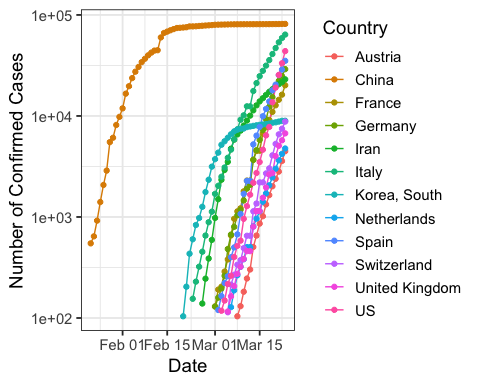 Number of Confirmed Cases
1e+05
1e+04
1e+03
1e+02
Feb 01 Feb 15 Mar 01 Mar 15
Date
Country
Austria
China
France
Germany
Iran
Italy
Korea, South
Netherlands
Spain
Switzerland
United Kingdom
US